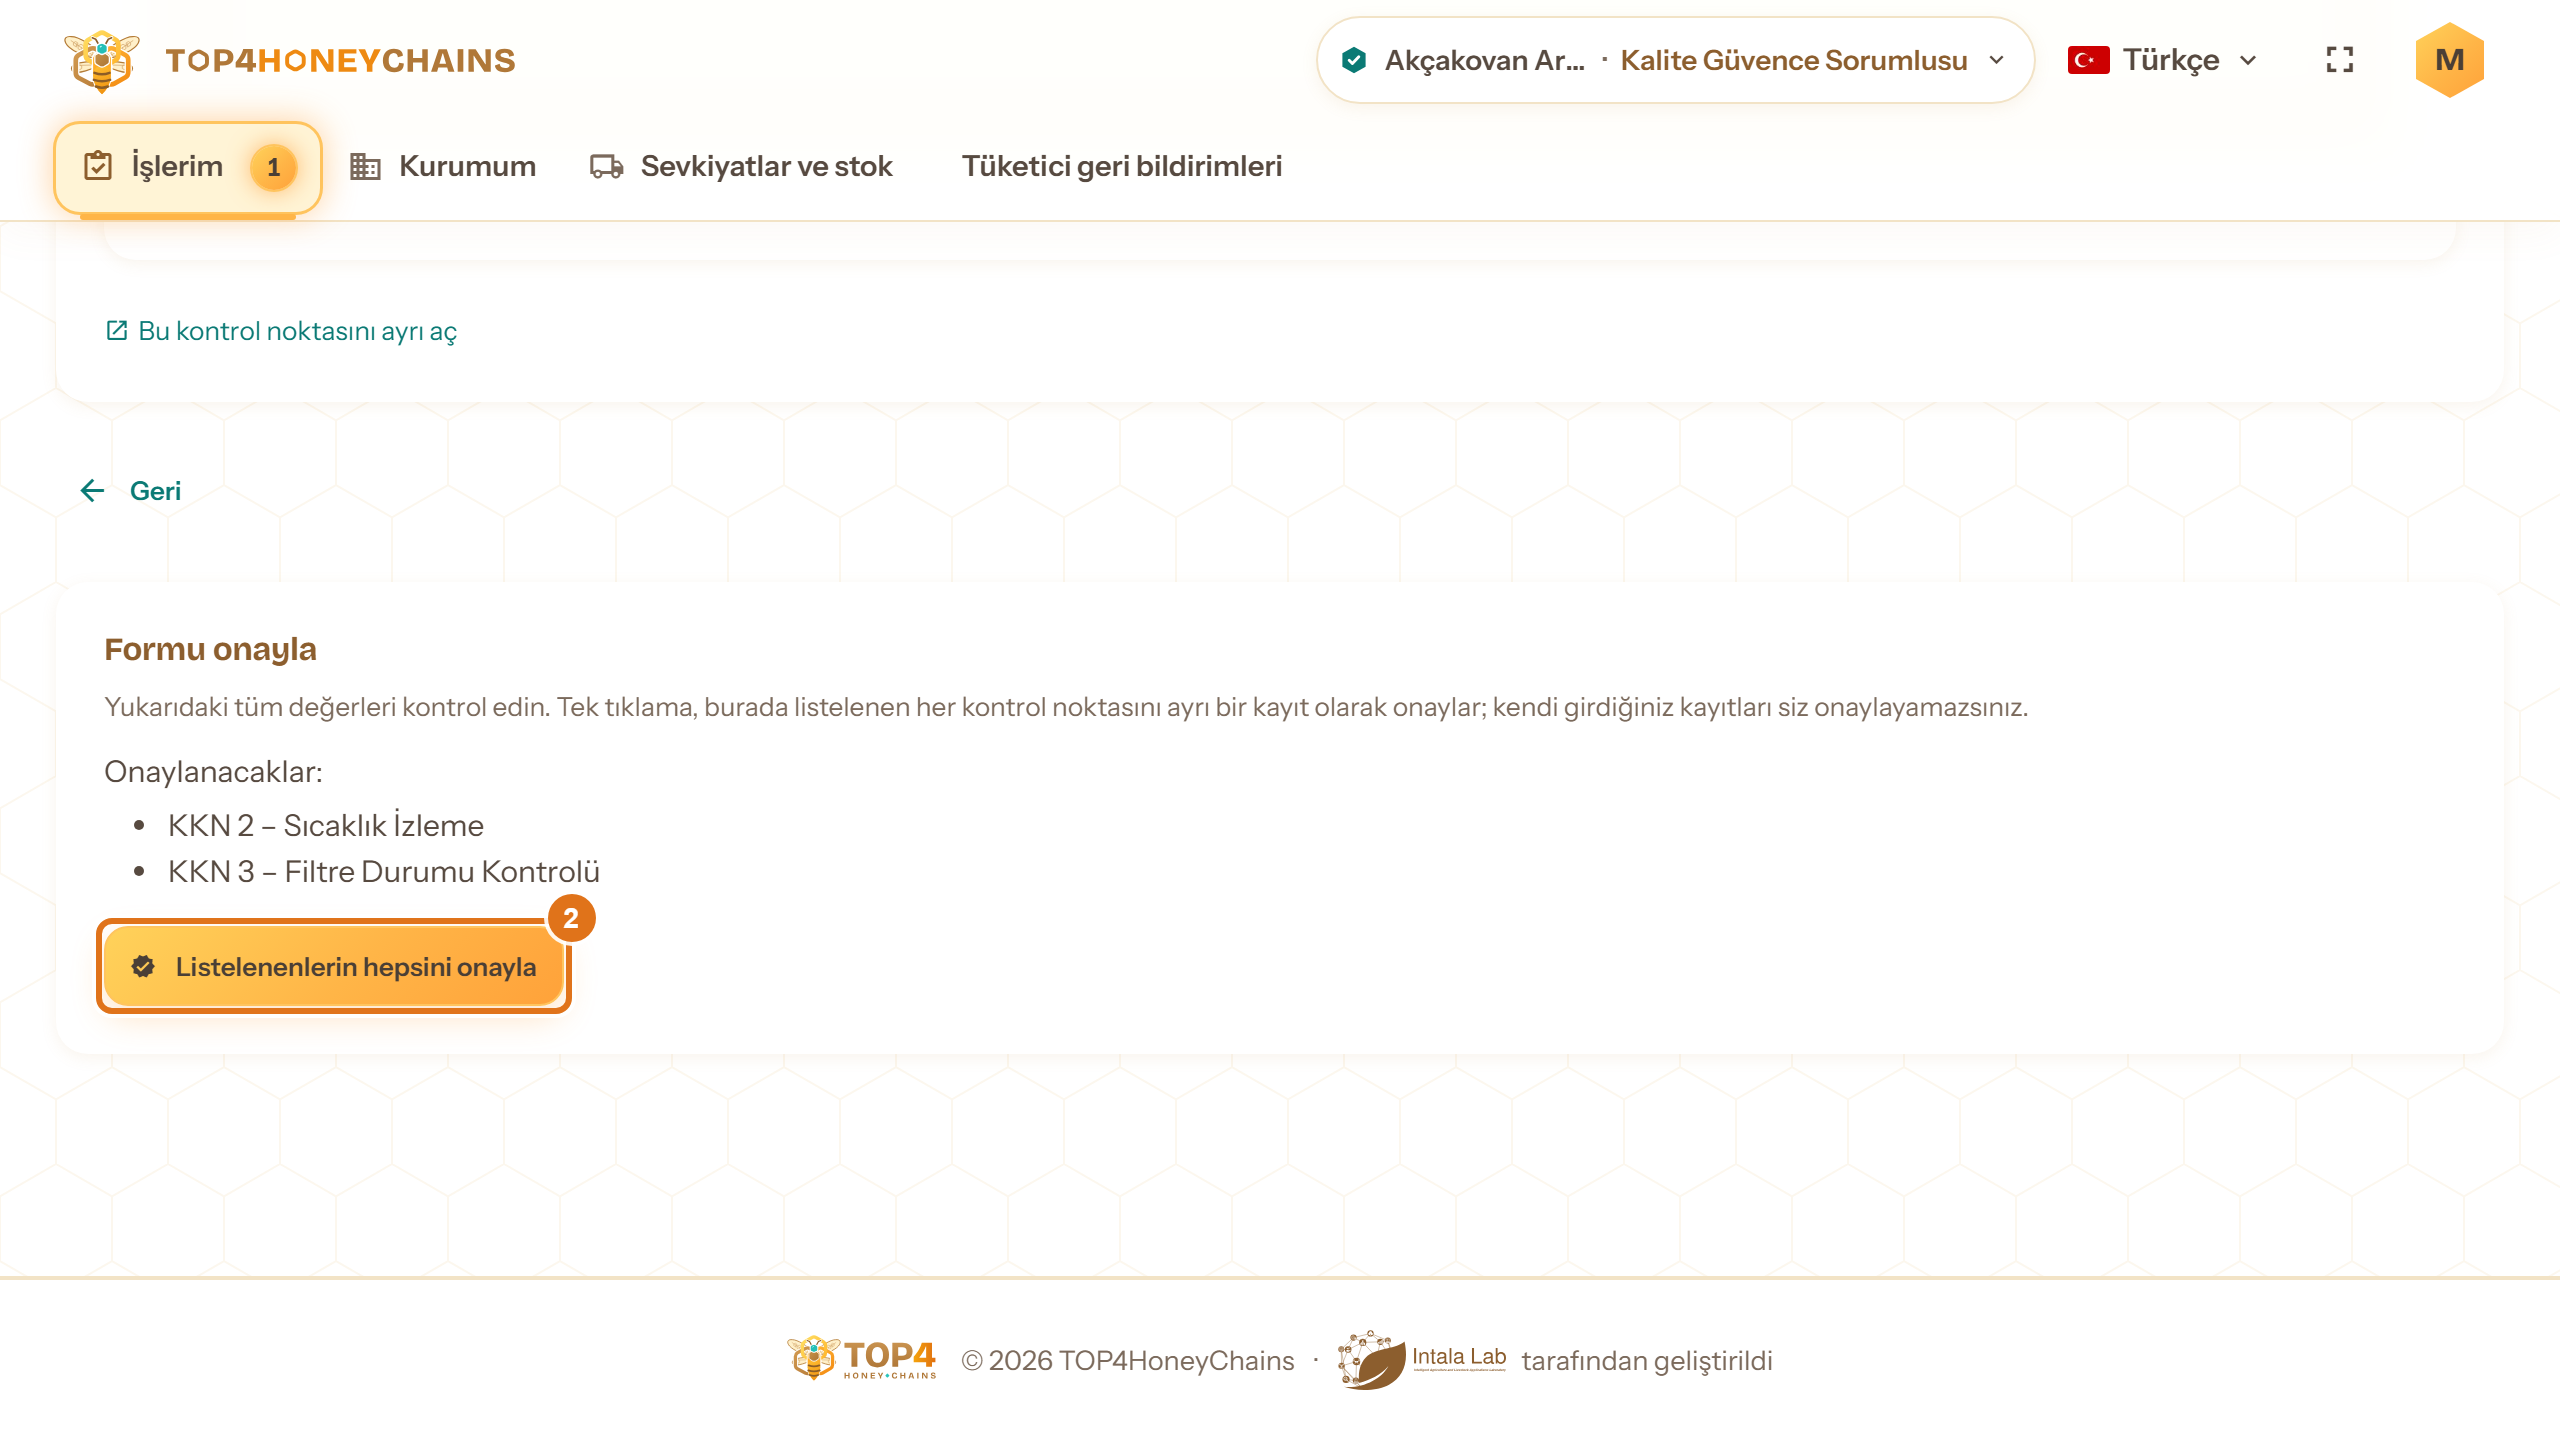 TOP4HONEYCHAINS
Akçakovan Ar... · Kalite Güvence Sorumlusu
Türkçe
M
İşlerim 1
Kurumum
Sevkiyatlar ve stok
Tüketici geri bildirimleri
Bu kontrol noktasını ayrı aç
Geri
Formu onayla
Yukarıdaki tüm değerleri kontrol edin. Tek tıklama, burada listelenen her kontrol noktasını ayrı bir kayıt olarak onaylar; kendi girdiğiniz kayıtları siz onaylayamazsınız.
Onaylanacaklar:
• KKN 2 – Sıcaklık İzleme
• KKN 3 – Filtre Durumu Kontrolü
2
Listelenenlerin hepsini onayla
TOP4
HONEY CHAINS
© 2026 TOP4HoneyChains · Intala Lab tarafından geliştirildi